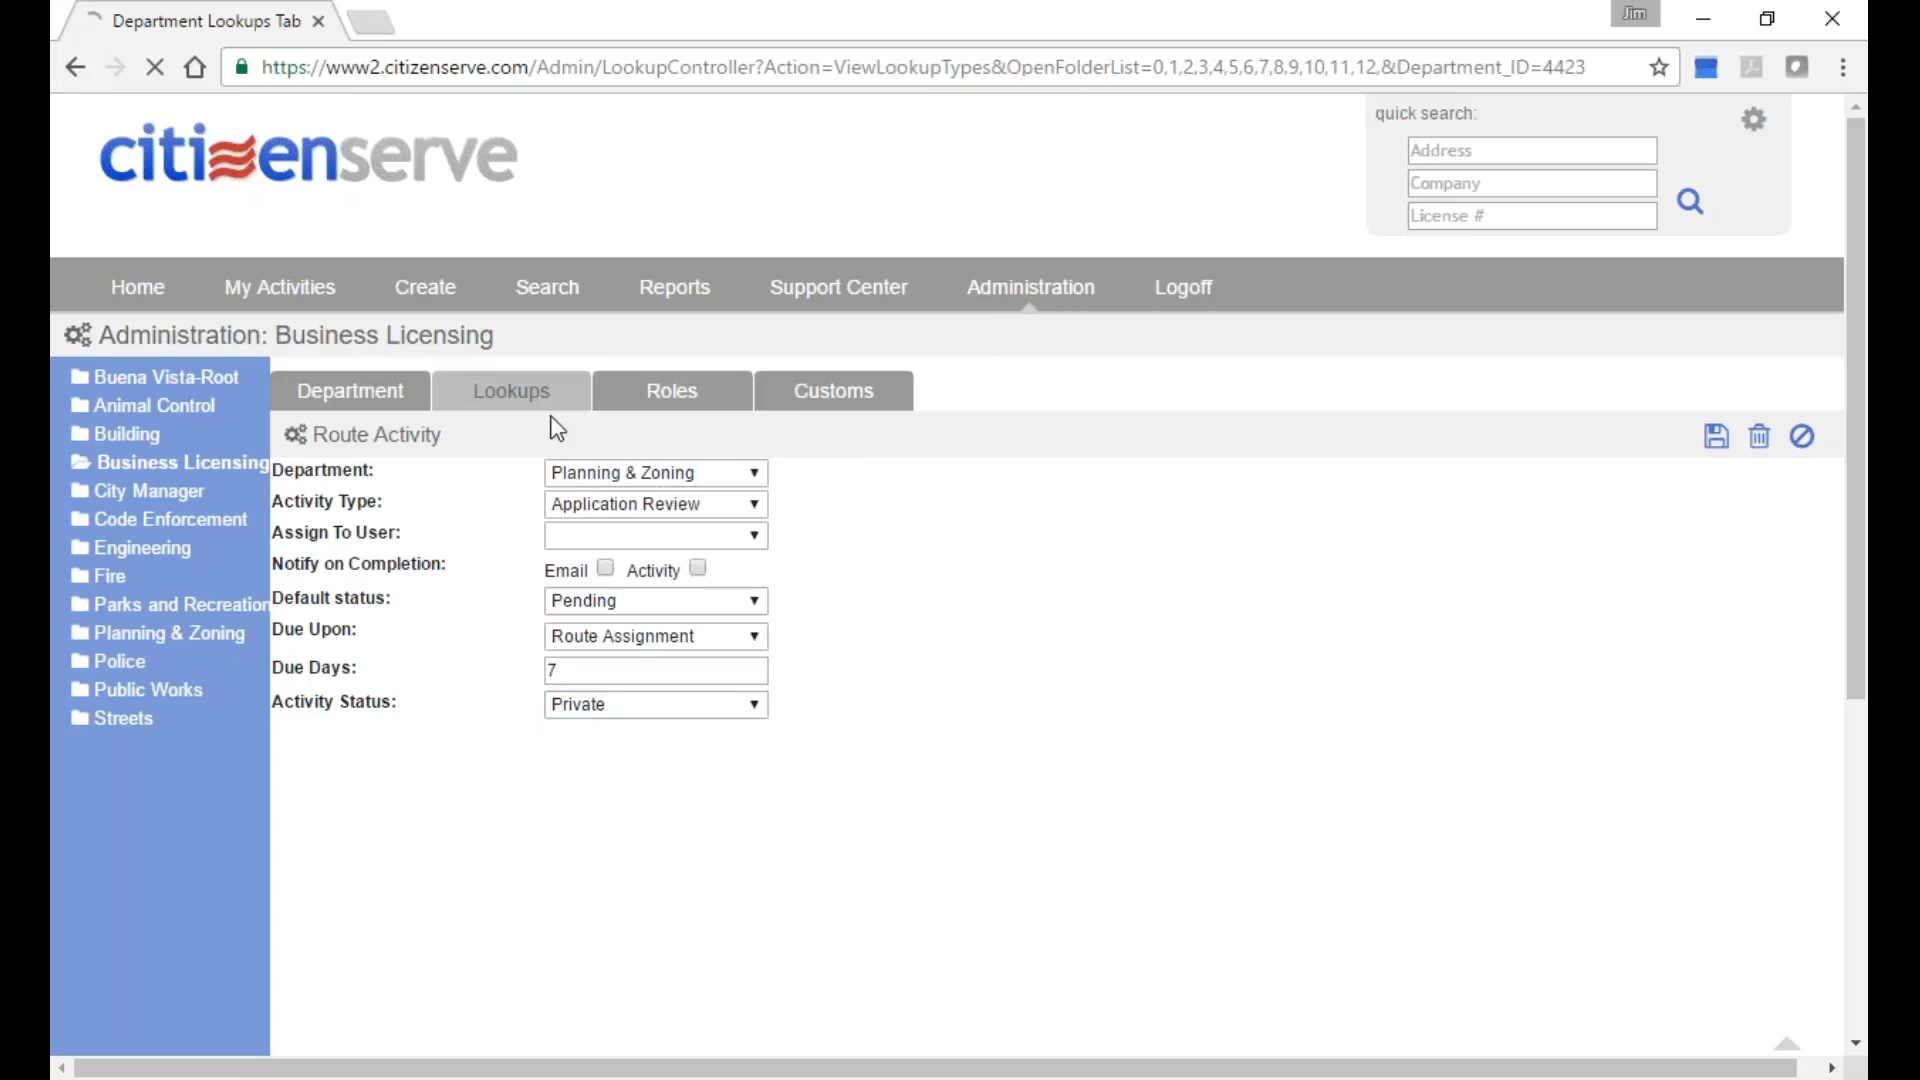 Department Lookups Tab
Jim
https://www2.citizenserve.com/Admin/LookupController?Action=ViewLookupTypes&OpenFolderList=0,1,2,3,4,5,6,7,8,9,10,11,12,&Department_ID=4423
citizenserve
quick search:
Address
Company
License #
Home My Activities Create Search Reports Support Center Administration Logoff
Administration: Business Licensing
Buena Vista-Root
Animal Control
Building
Business Licensing
City Manager
Code Enforcement
Engineering
Fire
Parks and Recreation
Planning & Zoning
Police
Public Works
Streets
Department Lookups Roles Customs
Route Activity
Department: Planning & Zoning
Activity Type: Application Review
Assign To User:
Notify on Completion: Email Activity
Default status: Pending
Due Upon: Route Assignment
Due Days: 7
Activity Status: Private